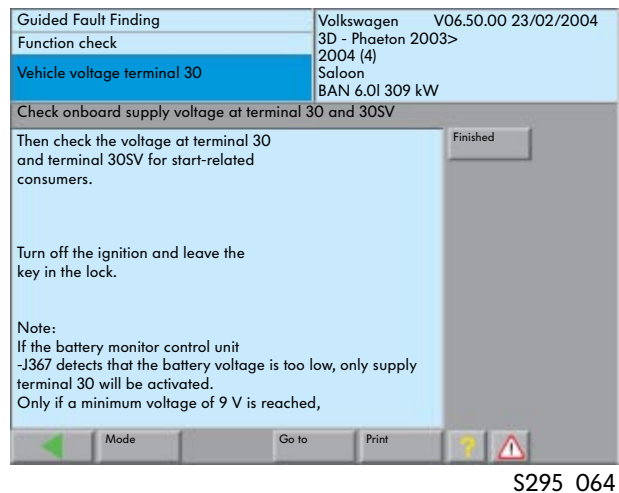 Guided Fault Finding
Function check
Vehicle voltage terminal 30
Volkswagen V06.50.00 23/02/2004
3D - Phaeton 2003>
2004 (4)
Saloon
BAN 6.0l 309 kW
Check onboard supply voltage at terminal 30 and 30SV
Then check the voltage at terminal 30
and terminal 30SV for start-related
consumers.
Turn off the ignition and leave the
key in the lock.
Note:
If the battery monitor control unit
-J367 detects that the battery voltage is too low, only supply
terminal 30 will be activated.
Only if a minimum voltage of 9 V is reached,
Finished
Mode
Go to
Print
?
S295_064